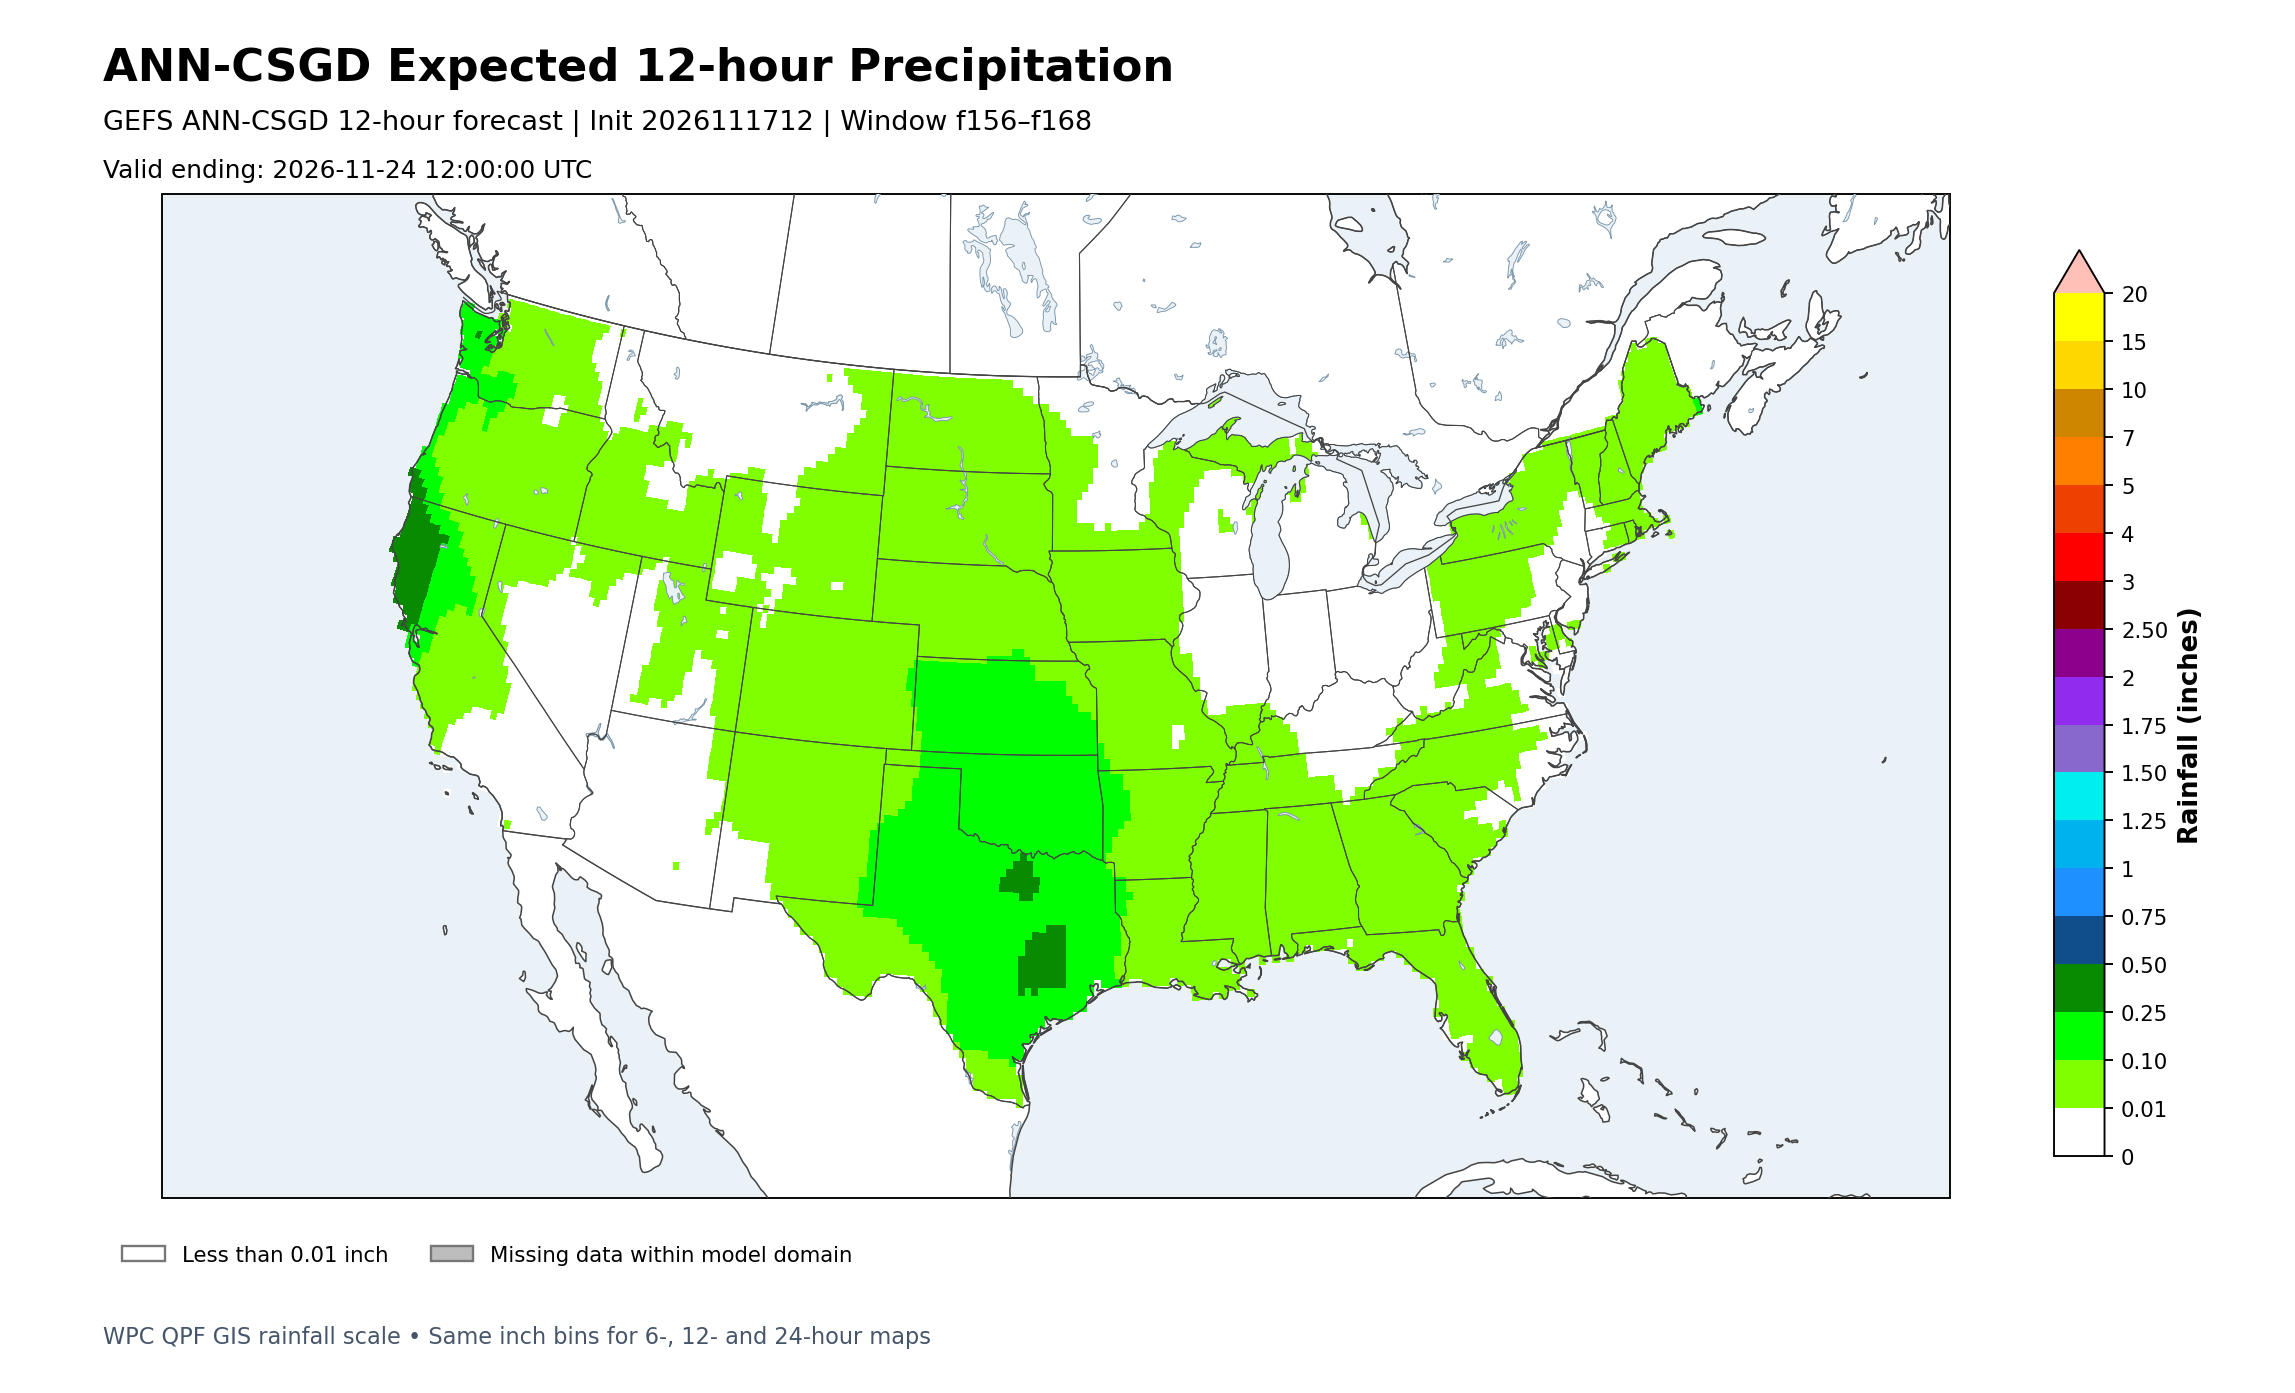 ANN-CSGD Expected 12-hour Precipitation
GEFS ANN-CSGD 12-hour forecast | Init 2026111712 | Window f156–f168
Valid ending: 2026-11-24 12:00:00 UTC
20
15
10
7
5
4
3
2.50
2
1.75
1.50
1.25
1
0.75
0.50
0.25
0.10
0.01
0
Rainfall (inches)
Less than 0.01 inch
Missing data within model domain
WPC QPF GIS rainfall scale • Same inch bins for 6-, 12- and 24-hour maps